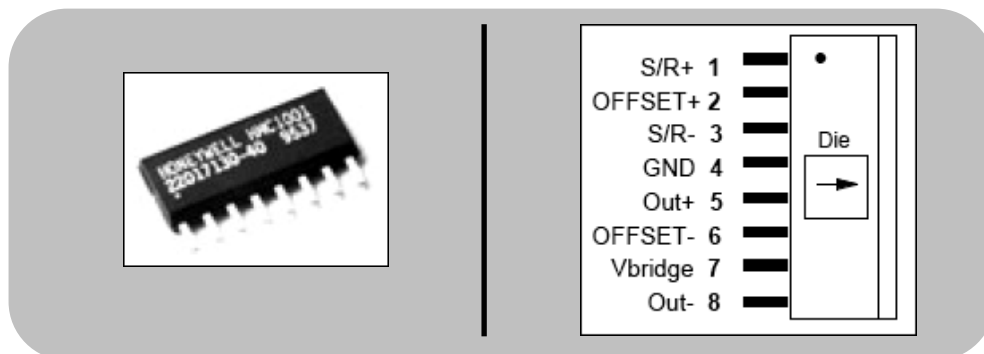 HONEYWELL HMC1001
22017130-40 9537
S/R+ 1
OFFSET+ 2
S/R- 3
GND 4
Out+ 5
OFFSET- 6
Vbridge 7
Out- 8
Die